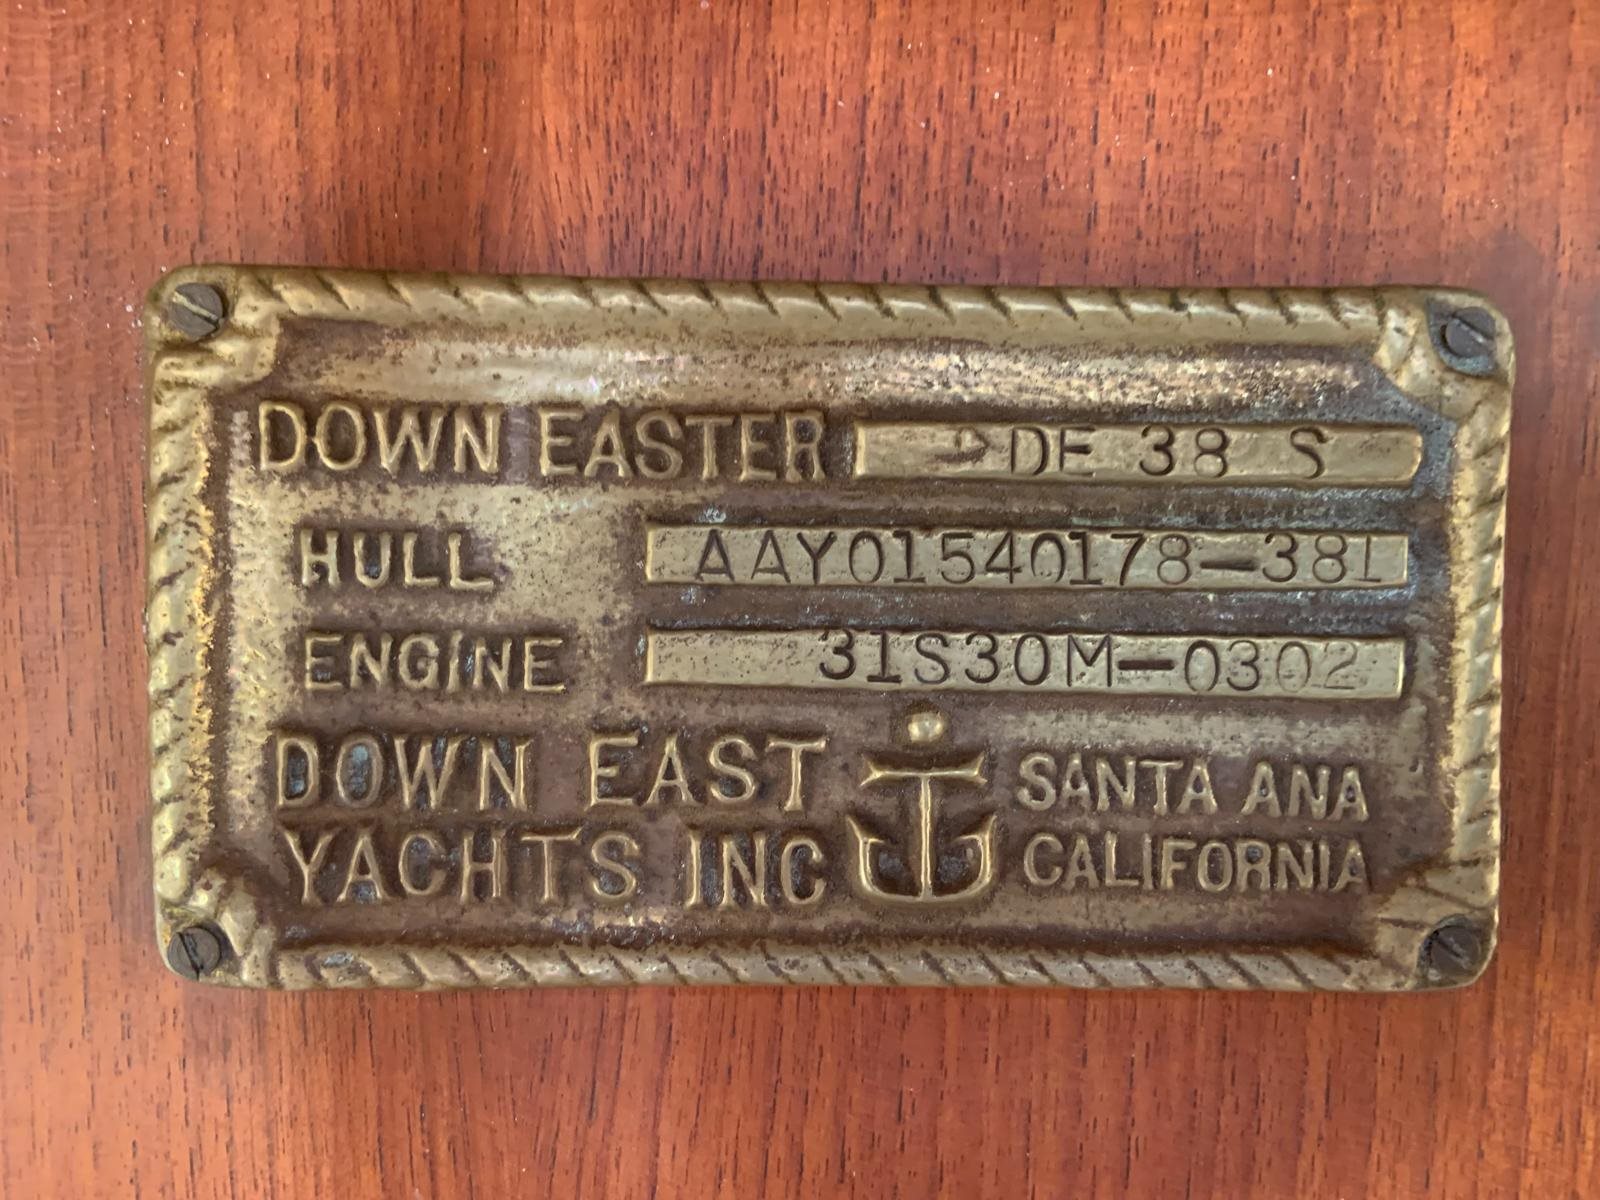 DOWN EASTER DE 38 S
HULL AAY01540178-381
ENGINE 31S30M-0302
DOWN EAST
YACHTS INC
SANTA ANA
CALIFORNIA